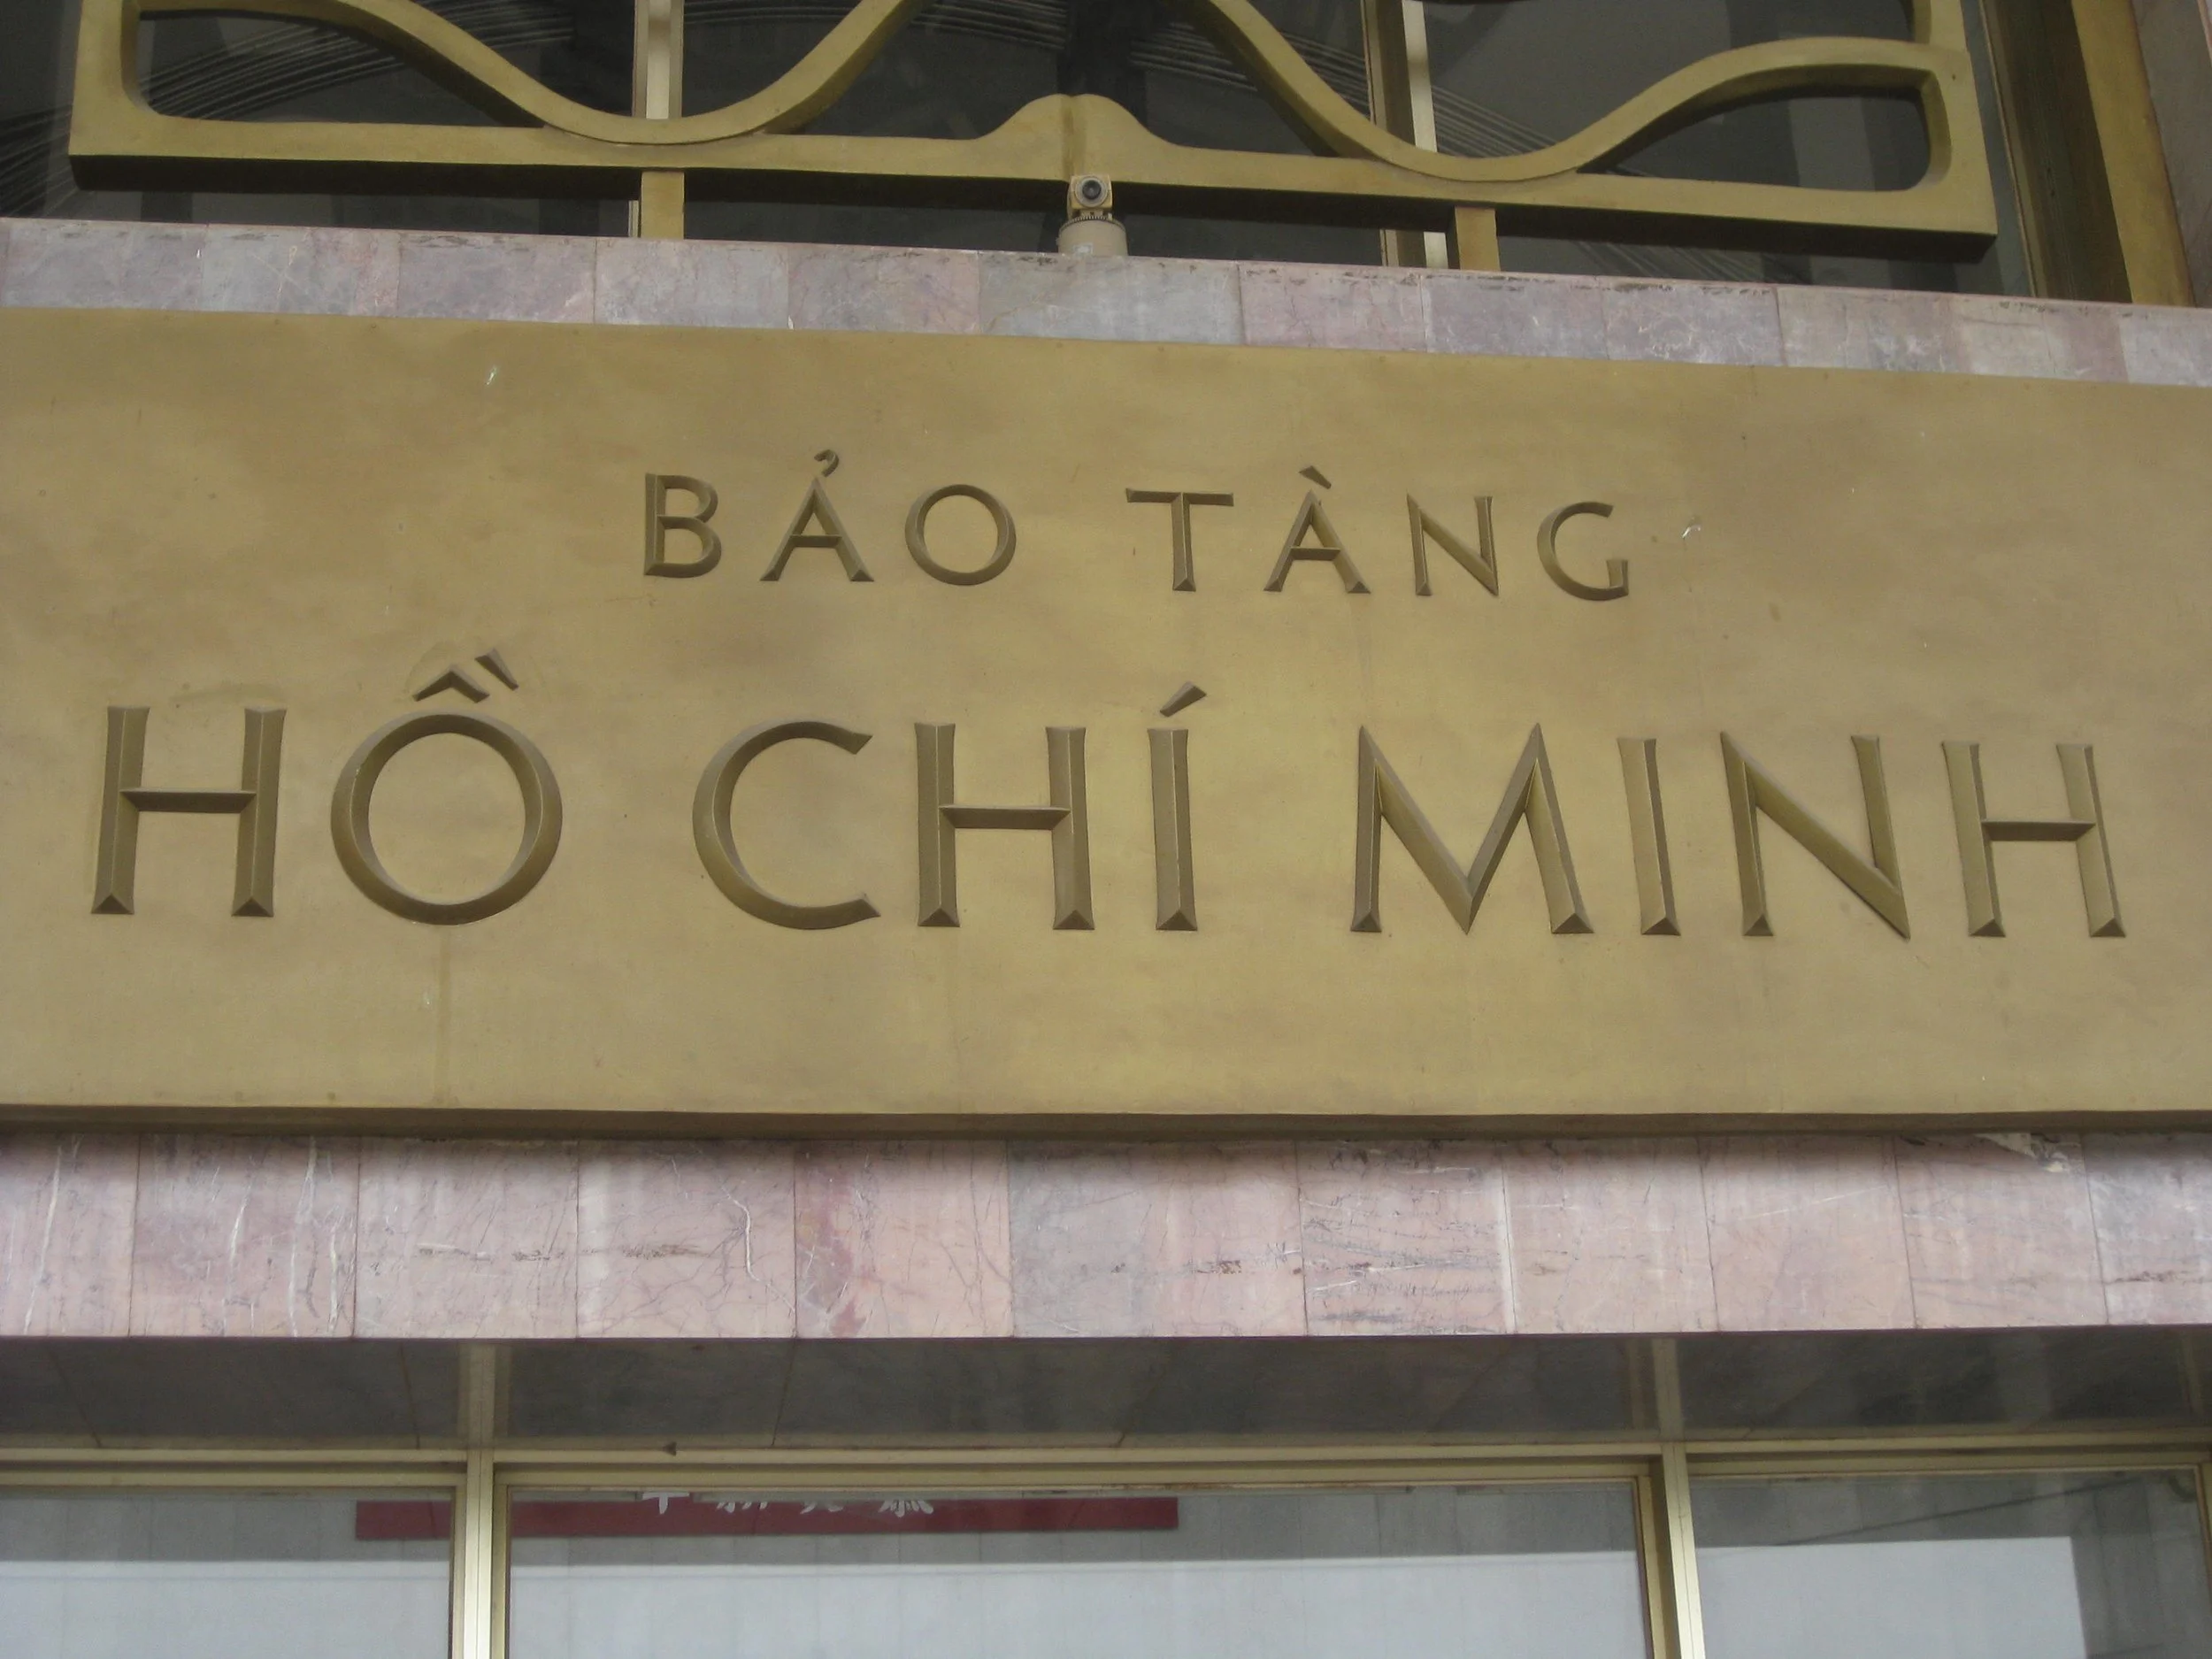 BẢO TÀNG
HỒ CHÍ MINH